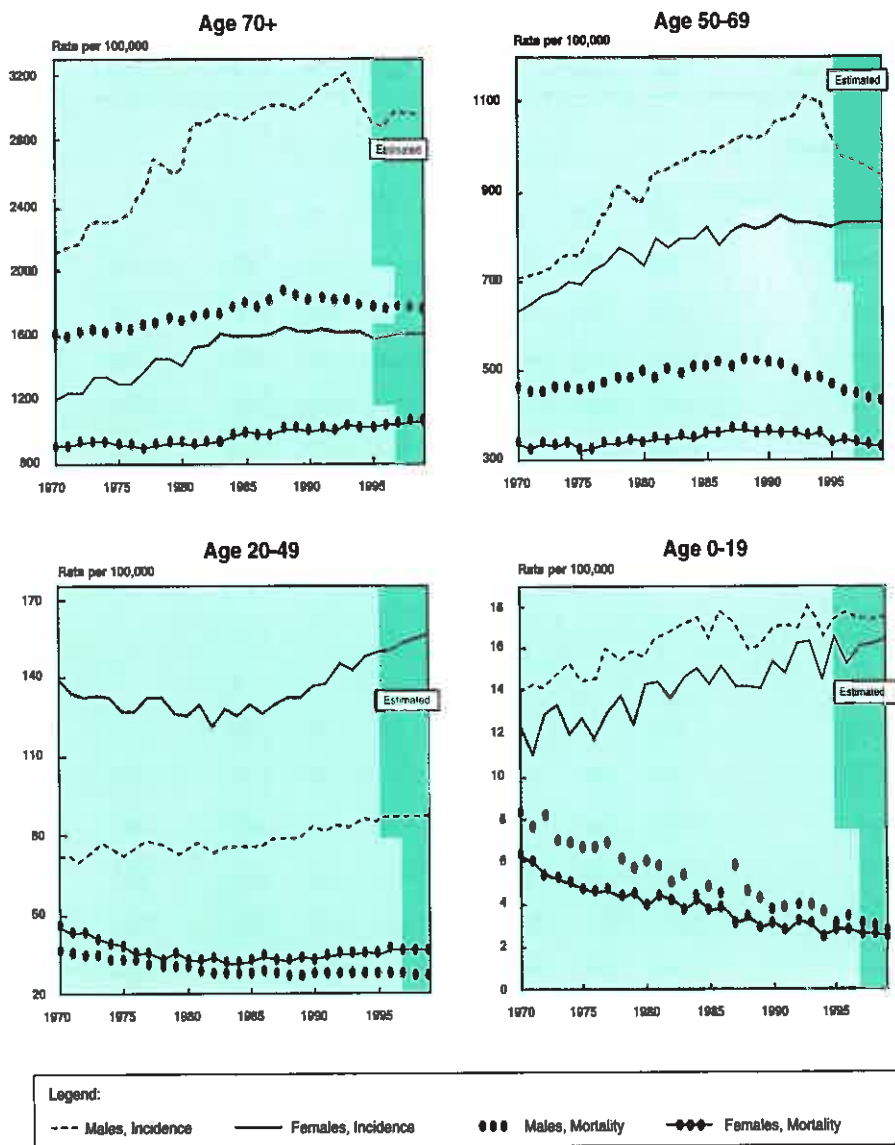 Age 70+
Rate per 100,000
3200
2800
2400
2000
1600
1200
800
Estimated
1970 1975 1980 1985 1990 1995
Age 50-69
Rate per 100,000
1100
900
700
500
300
Estimated
1970 1975 1980 1985 1990 1995
Age 20-49
Rate per 100,000
170
140
110
80
50
20
Estimated
1970 1975 1980 1985 1990 1995
Age 0-19
Rate per 100,000
18
16
14
12
10
8
6
4
2
0
Estimated
1970 1975 1980 1985 1990 1995
Legend:
Males, Incidence Females, Incidence Males, Mortality Females, Mortality